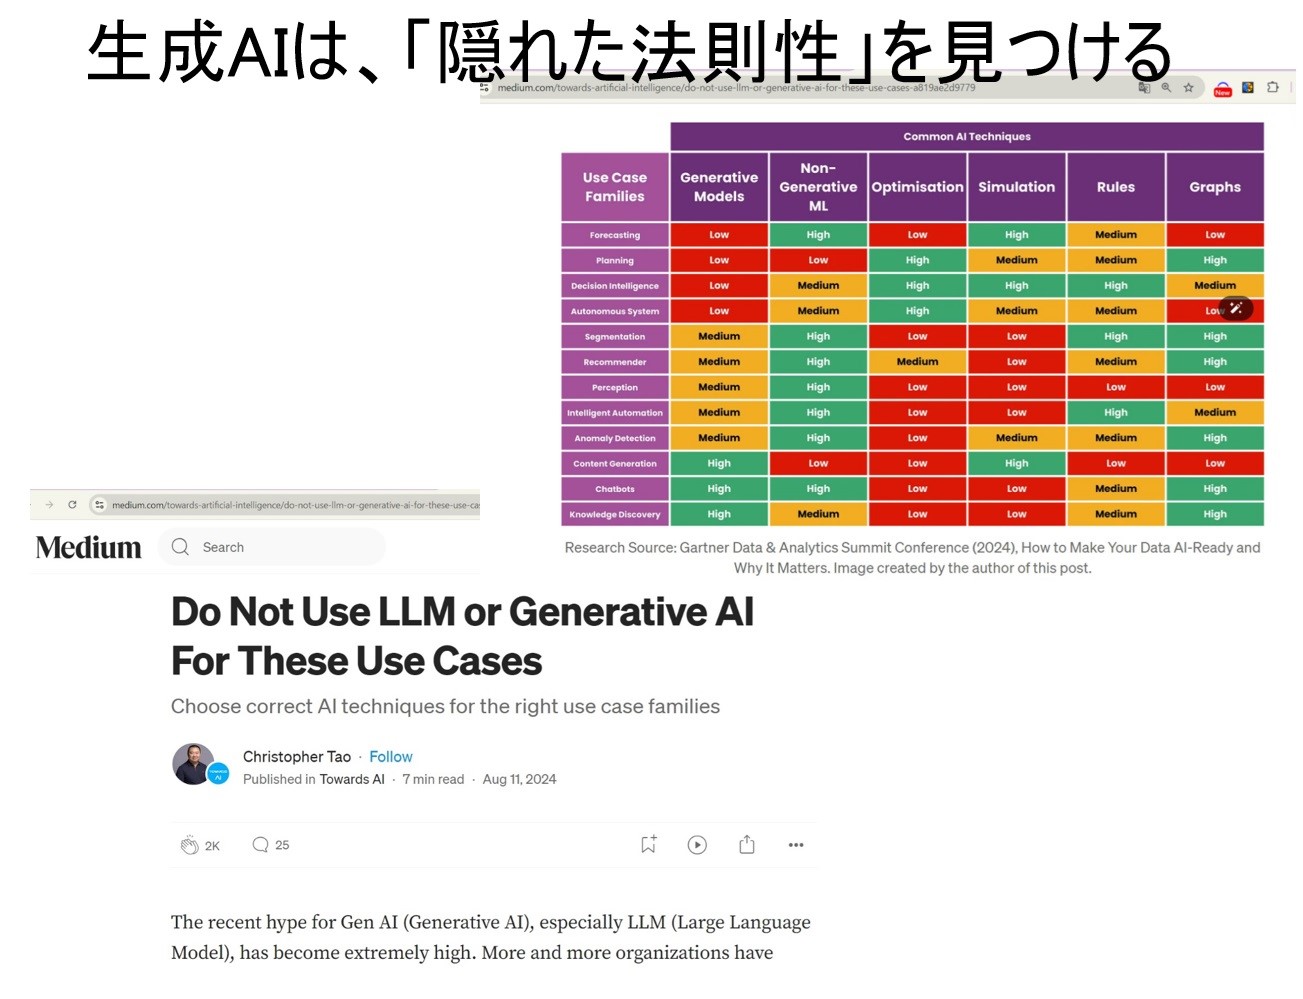 生成AIは、「隠れた法則性」を見つける
medium.com/towards-artificial-intelligence/do-not-use-llm-or-generative-ai-for-these-use-cases-a819ae2d9779
New
Common AI Techniques
Use Case Families Generative Models Non-Generative ML Optimisation Simulation Rules Graphs
Forecasting Low High Low High Medium Low
Planning Low Low High Medium Medium High
Decision Intelligence Low Medium High High High Medium
Autonomous System Low Medium High Medium Medium Low
Segmentation Medium High Low Low High High
Recommender Medium High Medium Low Medium High
Perception Medium High Low Low Low Low
Intelligent Automation Medium High Low Low High Medium
Anomaly Detection Medium High Low Medium Medium High
Content Generation High Low Low High Low Low
Chatbots High High Low Low Medium High
Knowledge Discovery High Medium Low Low Medium High
Research Source: Gartner Data & Analytics Summit Conference (2024), How to Make Your Data AI-Ready and
Why It Matters. Image created by the author of this post.
medium.com/towards-artificial-intelligence/do-not-use-llm-or-generative-ai-for-these-use-ca
Medium Search
Do Not Use LLM or Generative AI
For These Use Cases
Choose correct AI techniques for the right use case families
Christopher Tao · Follow
Published in Towards AI · 7 min read · Aug 11, 2024
2K 25
The recent hype for Gen AI (Generative AI), especially LLM (Large Language
Model), has become extremely high. More and more organizations have